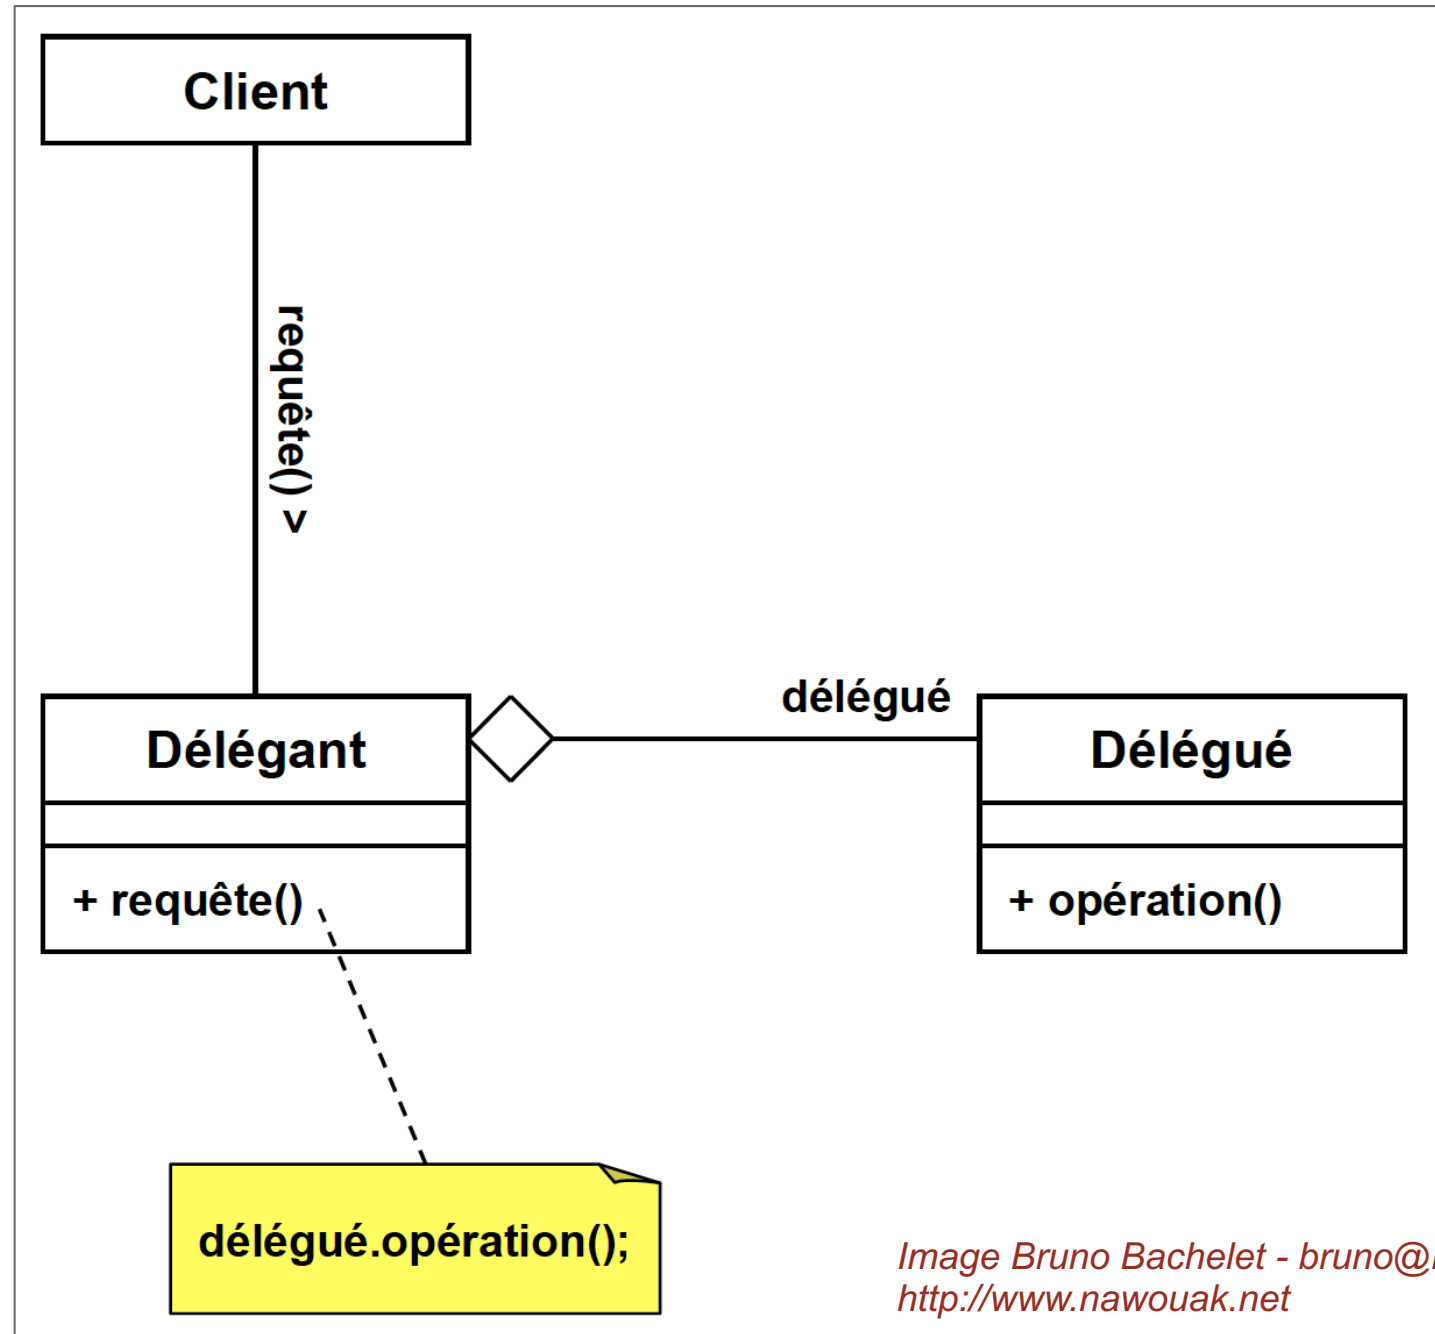 Client
requête() >
délégué
Délégant
Délégué
+ requête()
+ opération()
délégué.opération();
Image Bruno Bachelet - bruno@
http://www.nawouak.net